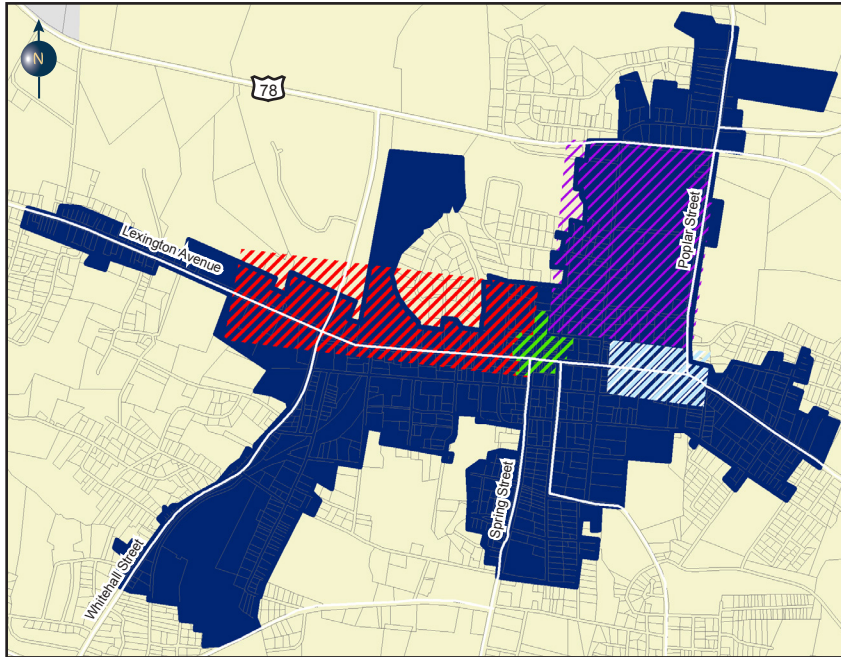 N
78
Lexington Avenue
Poplar Street
Spring Street
Whitehall Street